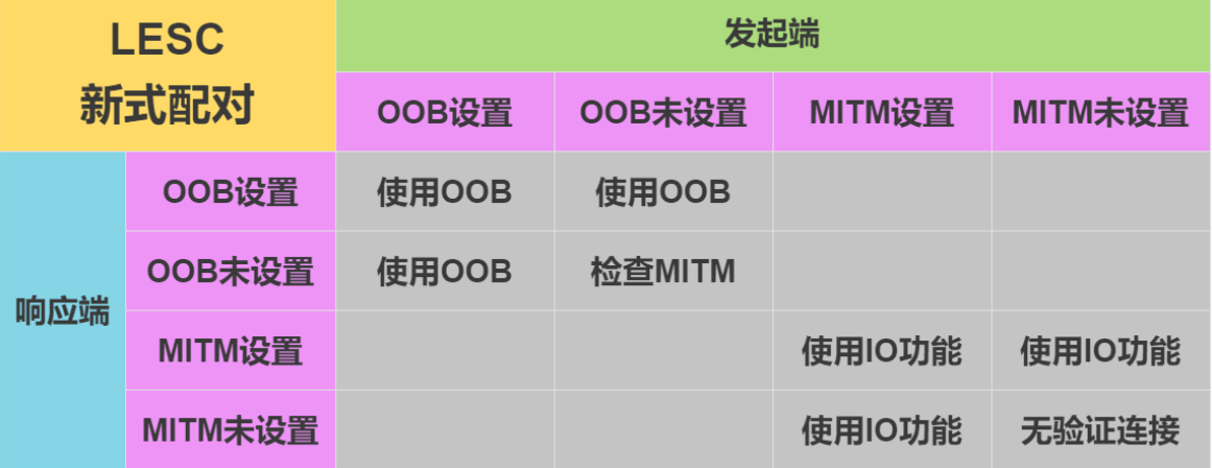 LESC
新式配对
发起端
OOB设置 OOB未设置 MITM设置 MITM未设置
响应端
OOB设置 使用OOB 使用OOB
OOB未设置 使用OOB 检查MITM
MITM设置 使用IO功能 使用IO功能
MITM未设置 使用IO功能 无验证连接